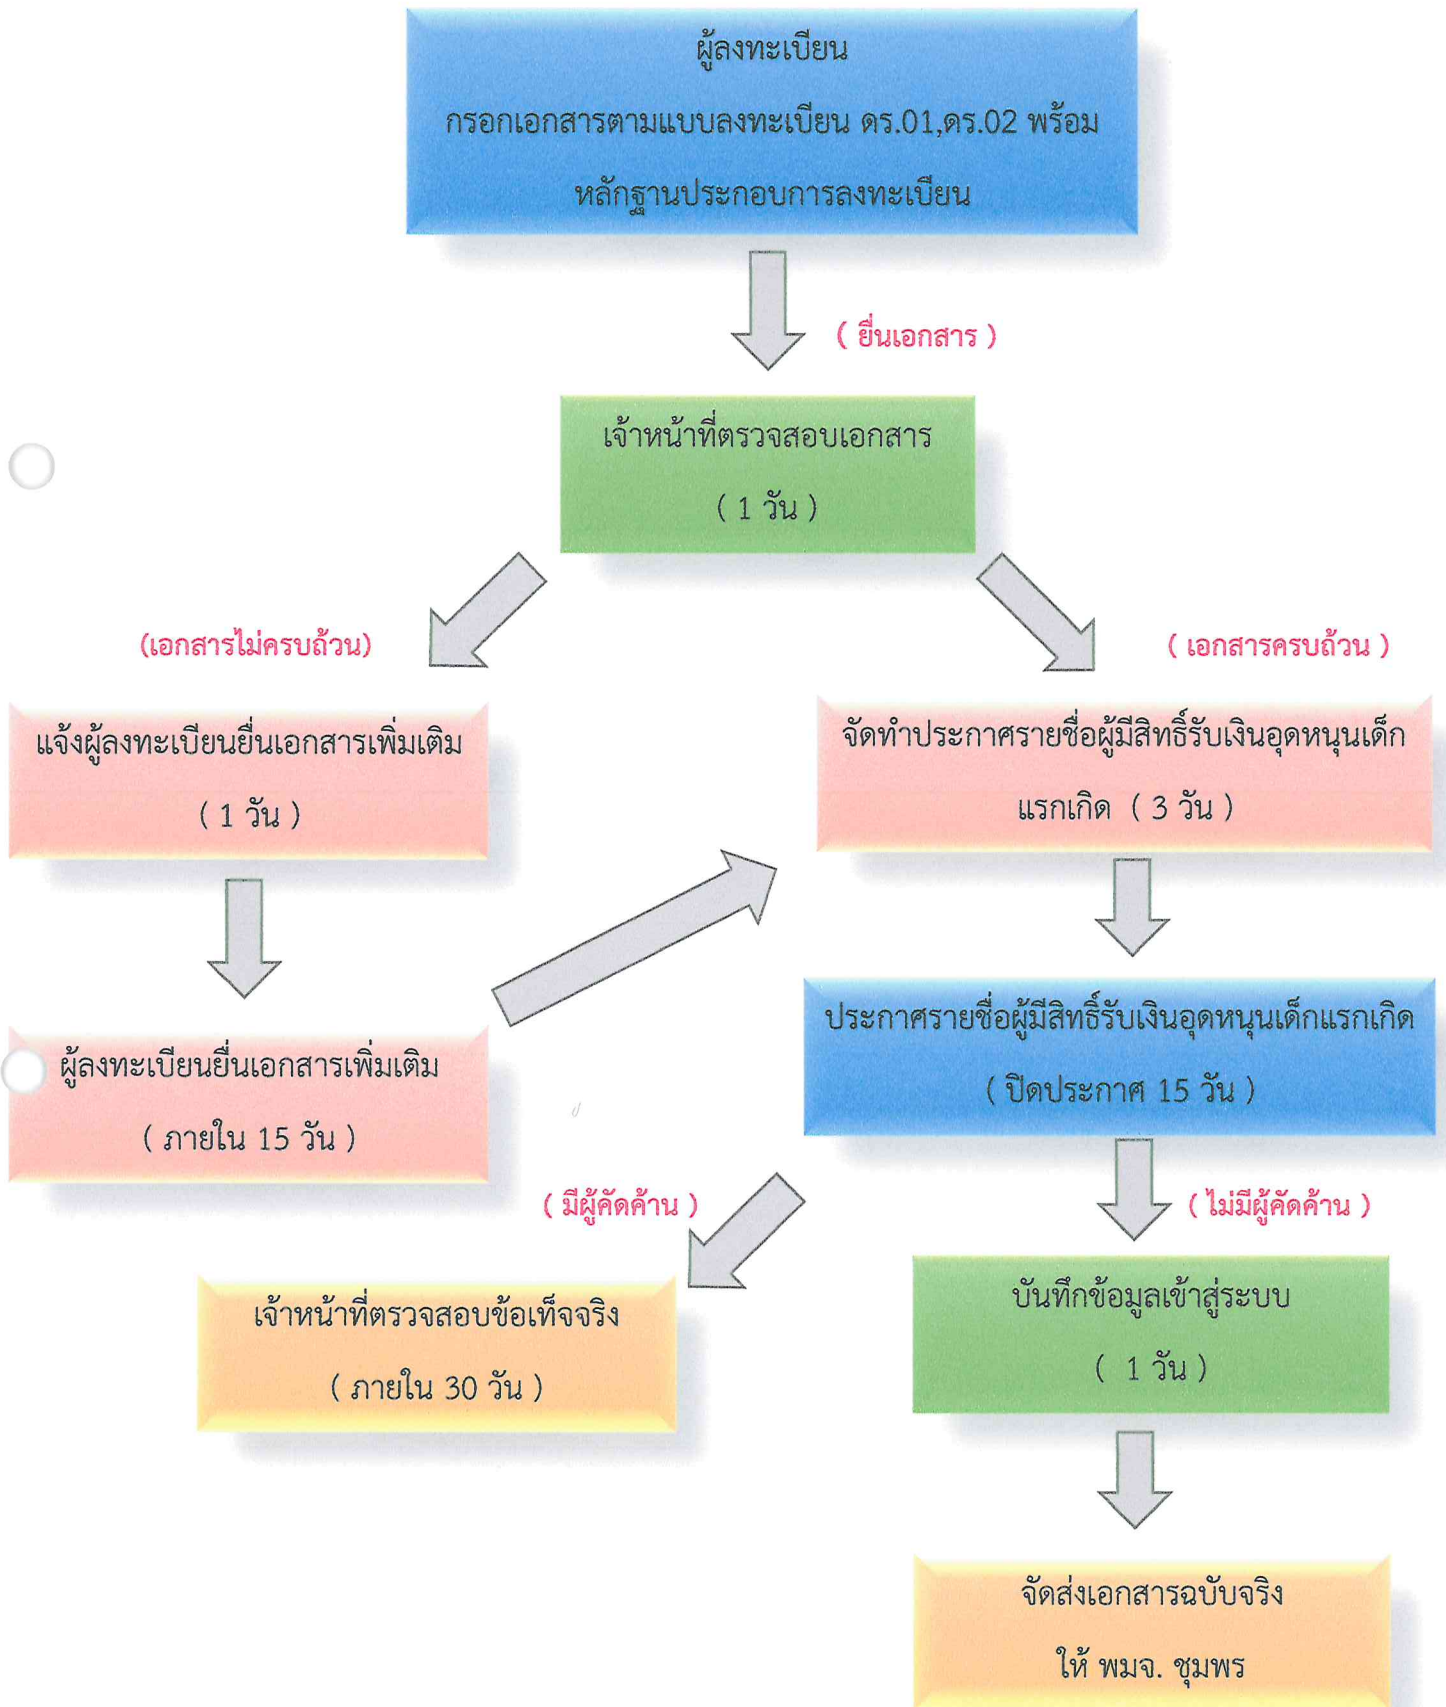 ผู้ลงทะเบียน
กรอกเอกสารตามแบบลงทะเบียน ดร.01,ดร.02 พร้อม
หลักฐานประกอบการลงทะเบียน
( ยื่นเอกสาร )
เจ้าหน้าที่ตรวจสอบเอกสาร
( 1 วัน )
(เอกสารไม่ครบถ้วน)
( เอกสารครบถ้วน )
แจ้งผู้ลงทะเบียนยื่นเอกสารเพิ่มเติม
( 1 วัน )
จัดทำประกาศรายชื่อผู้มีสิทธิ์รับเงินอุดหนุนเด็ก
แรกเกิด ( 3 วัน )
ผู้ลงทะเบียนยื่นเอกสารเพิ่มเติม
( ภายใน 15 วัน )
ประกาศรายชื่อผู้มีสิทธิ์รับเงินอุดหนุนเด็กแรกเกิด
( ปิดประกาศ 15 วัน )
( มีผู้คัดค้าน )
( ไม่มีผู้คัดค้าน )
เจ้าหน้าที่ตรวจสอบข้อเท็จจริง
( ภายใน 30 วัน )
บันทึกข้อมูลเข้าสู่ระบบ
( 1 วัน )
จัดส่งเอกสารฉบับจริง
ให้ พมจ. ชุมพร